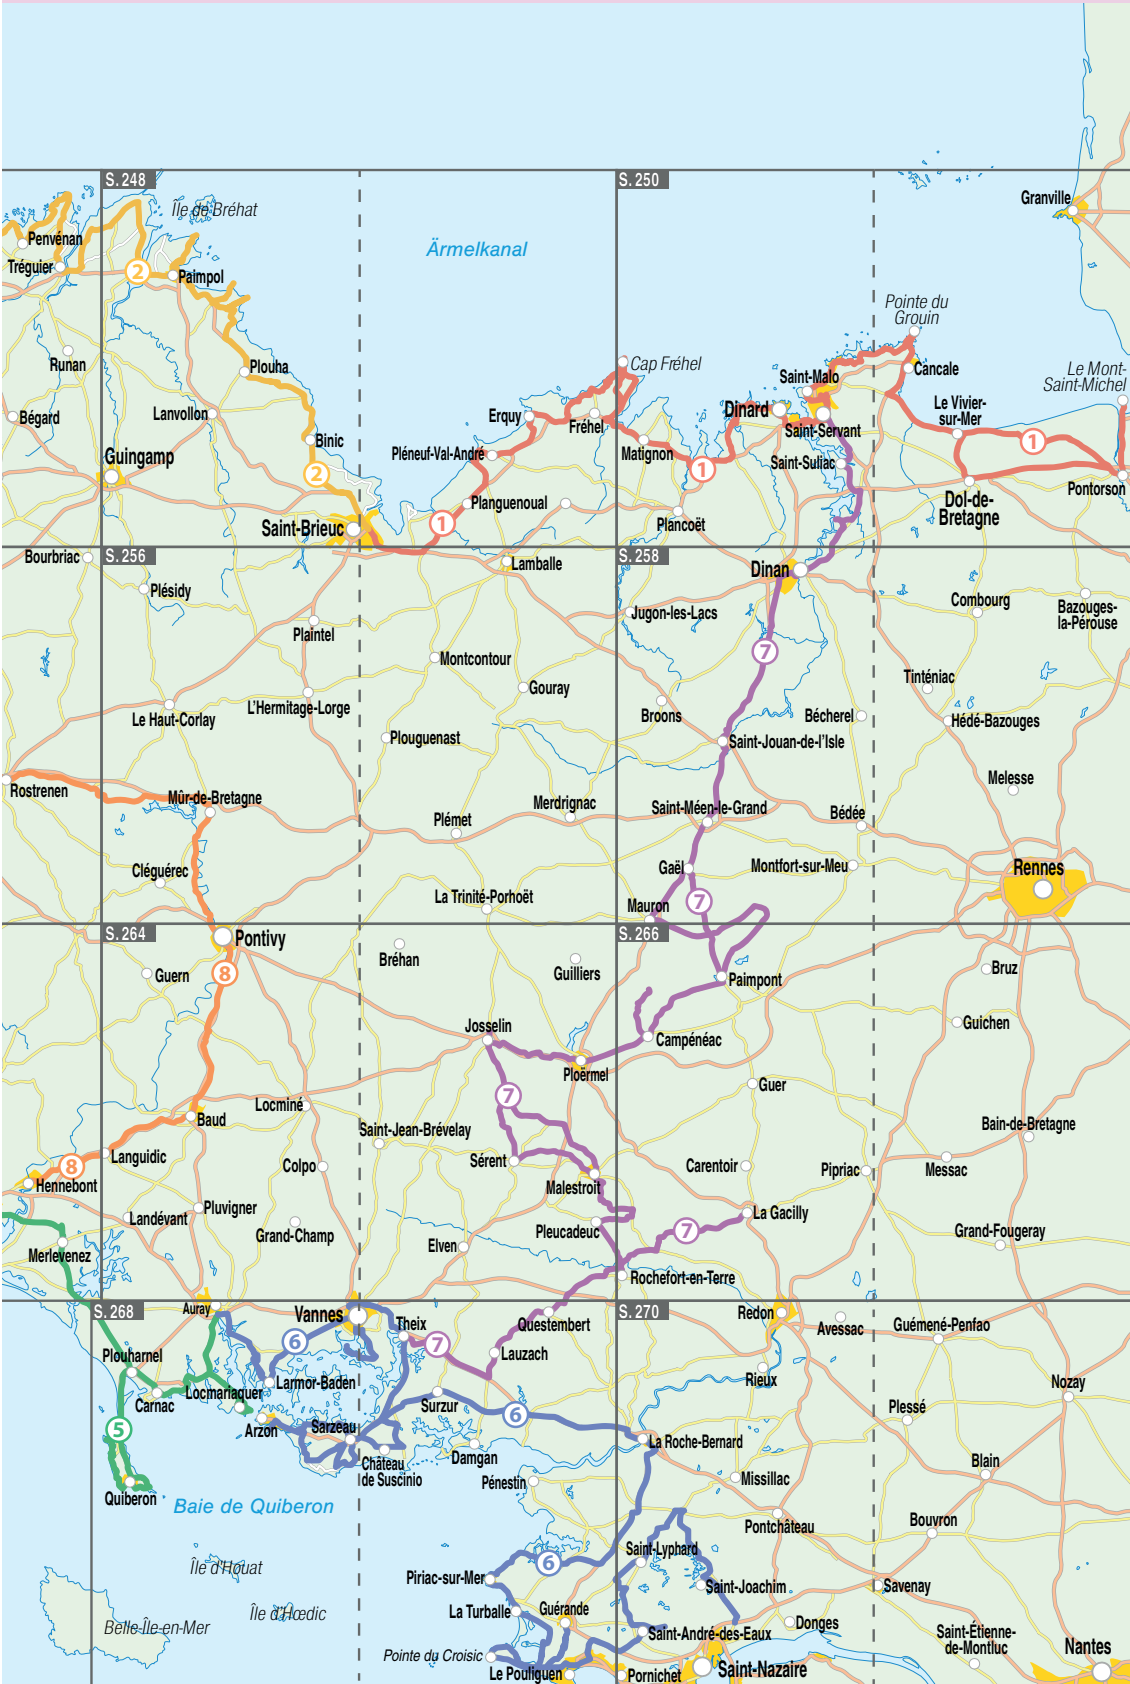 S. 248
S. 250
Île de Bréhat
Granville
Penvénan
Ärmelkanal
Tréguier
2
Paimpol
Pointe du
Grouin
Runan
Plouha
Cap Fréhel
Cancale
Le Mont-
Saint-Michel
Saint-Malo
Bégard
Lanvollon
Erquy
Fréhel
Dinard
Le Vivier-
sur-Mer
Saint-Servant
Binic
1
Guingamp
Pléneuf-Val-André
Matignon
Saint-Suliac
2
1
Pontorson
Planguenoual
Dol-de-
Bretagne
Saint-Brieuc
1
Plancoët
Bourbriac
S. 256
Lamballe
S. 258
Dinan
Plésidy
Jugon-les-Lacs
Combourg
Bazouges-
la-Pérouse
Plaintel
Montcontour
7
Gouray
Tinténiac
L'Hermitage-Lorge
Le Haut-Corlay
Broons
Bécherel
Hédé-Bazouges
Plouguenast
Saint-Jouan-de-l'Isle
Rostrenen
Melesse
Mûr-de-Bretagne
Merdrignac
Saint-Méen-le-Grand
Plémet
Bédée
Cléguérec
Gaël
Montfort-sur-Meu
Rennes
La Trinité-Porhoët
Mauron
7
S. 264
Pontivy
S. 266
Bréhan
Guilliers
Guern
8
Paimpont
Bruz
Josselin
Guichen
Campénéac
Ploërmel
Guer
7
Locminé
Baud
Saint-Jean-Brévelay
Bain-de-Bretagne
Languidic
8
Colpo
Sérent
Carentoir
Pipriac
Messac
Hennebont
Malestroit
Landévant
Pluvigner
La Gacilly
Grand-Champ
Pleucadeuc
7
Grand-Fougeray
Merlevenez
Elven
Rochefort-en-Terre
S. 268
Auray
Vannes
S. 270
Redon
Theix
Questembert
Avessac
Guémené-Penfao
6
7
Plouharnel
Lauzach
Larmor-Baden
Rieux
Nozay
Locmariaquer
Carnac
Surzur
6
Plessé
5
Arzon
Sarzeau
La Roche-Bernard
Château
de Suscinio
Damgan
Blain
Pénestin
Missillac
Quiberon
Baie de Quiberon
Pontchâteau
Bouvron
Île d'Houat
6
Saint-Lyphard
Piriac-sur-Mer
Saint-Joachim
Savenay
Île d'Hœdic
La Turballe
Guérande
Belle-Île-en-Mer
Donges
Saint-André-des-Eaux
Saint-Étienne-
de-Montluc
Pointe du Croisic
Nantes
Le Pouliguen
Pornichet
Saint-Nazaire